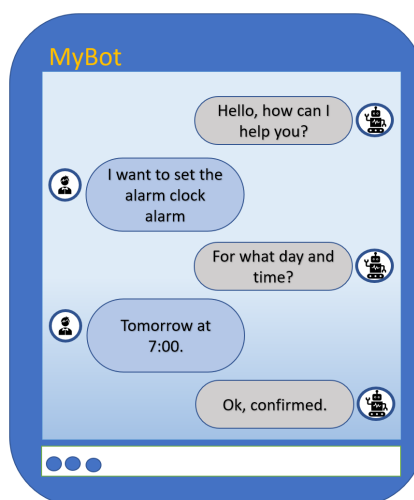 MyBot
Hello, how can I
help you?
I want to set the
alarm clock
alarm
For what day and
time?
Tomorrow at
7:00.
Ok, confirmed.